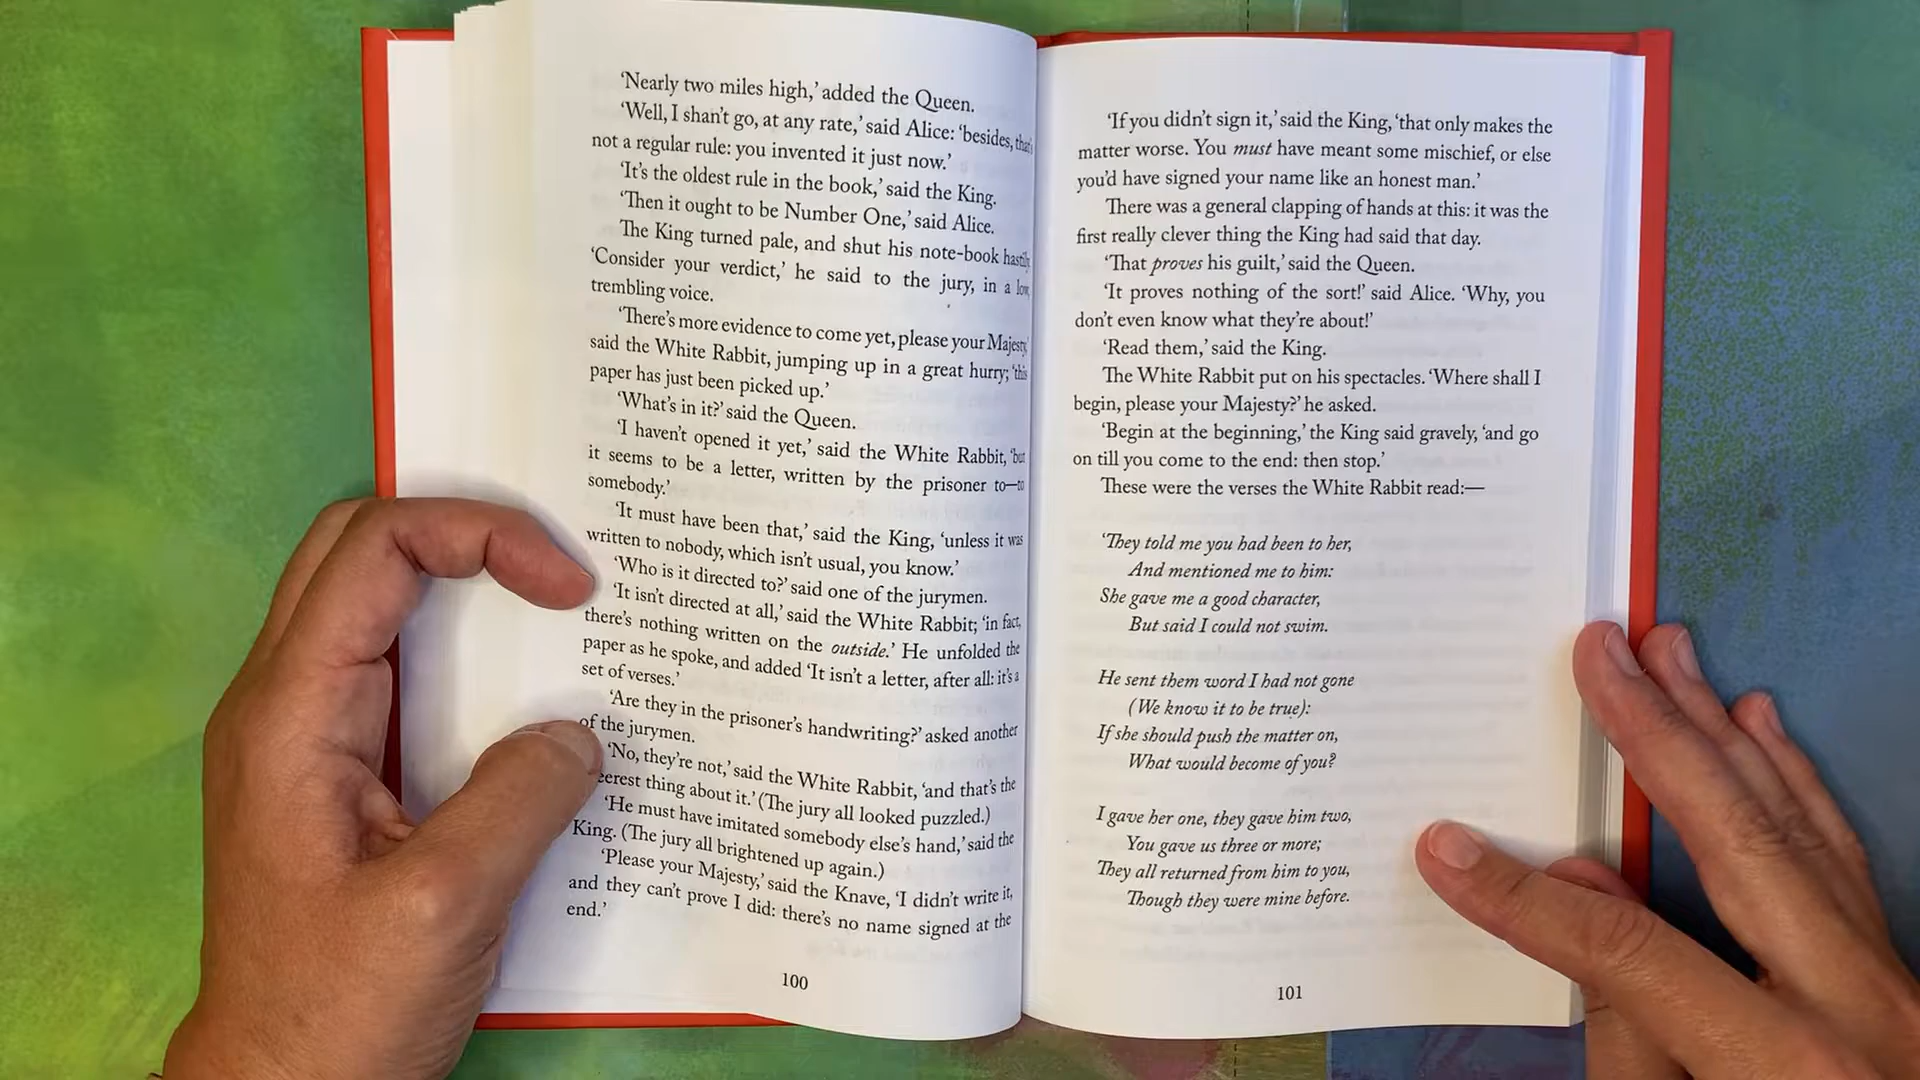 ‘Nearly two miles high,’ added the Queen.
‘Well, I shan’t go, at any rate,’ said Alice: ‘besides, that’s
not a regular rule: you invented it just now.’
‘It’s the oldest rule in the book,’ said the King.
‘Then it ought to be Number One,’ said Alice.
The King turned pale, and shut his note-book hastily.
‘Consider your verdict,’ he said to the jury, in a low,
trembling voice.
‘There’s more evidence to come yet, please your Majesty,’
said the White Rabbit, jumping up in a great hurry; ‘this
paper has just been picked up.’
‘What’s in it?’ said the Queen.
‘I haven’t opened it yet,’ said the White Rabbit, ‘but
it seems to be a letter, written by the prisoner to—to
somebody.’
‘It must have been that,’ said the King, ‘unless it was
written to nobody, which isn’t usual, you know.’
‘Who is it directed to?’ said one of the jurymen.
‘It isn’t directed at all,’ said the White Rabbit; ‘in fact,
there’s nothing written on the outside.’ He unfolded the
paper as he spoke, and added ‘It isn’t a letter, after all: it’s a
set of verses.’
‘Are they in the prisoner’s handwriting?’ asked another
of the jurymen.
‘No, they’re not,’ said the White Rabbit, ‘and that’s the
thing about it.’ (The jury all looked puzzled.)
‘He must have imitated somebody else’s hand,’ said the
King. (The jury all brightened up again.)
‘Please your Majesty,’ said the Knave, ‘I didn’t write it,
and they can’t prove I did: there’s no name signed at the
end.’
100
‘If you didn’t sign it,’ said the King, ‘that only makes the
matter worse. You must have meant some mischief, or else
you’d have signed your name like an honest man.’
There was a general clapping of hands at this: it was the
first really clever thing the King had said that day.
‘That proves his guilt,’ said the Queen.
‘It proves nothing of the sort!’ said Alice. ‘Why, you
don’t even know what they’re about!’
‘Read them,’ said the King.
The White Rabbit put on his spectacles. ‘Where shall I
begin, please your Majesty?’ he asked.
‘Begin at the beginning,’ the King said gravely, ‘and go
on till you come to the end: then stop.’
These were the verses the White Rabbit read:—
‘They told me you had been to her,
And mentioned me to him:
She gave me a good character,
But said I could not swim.
He sent them word I had not gone
(We know it to be true):
If she should push the matter on,
What would become of you?
I gave her one, they gave him two,
You gave us three or more;
They all returned from him to you,
Though they were mine before.
101